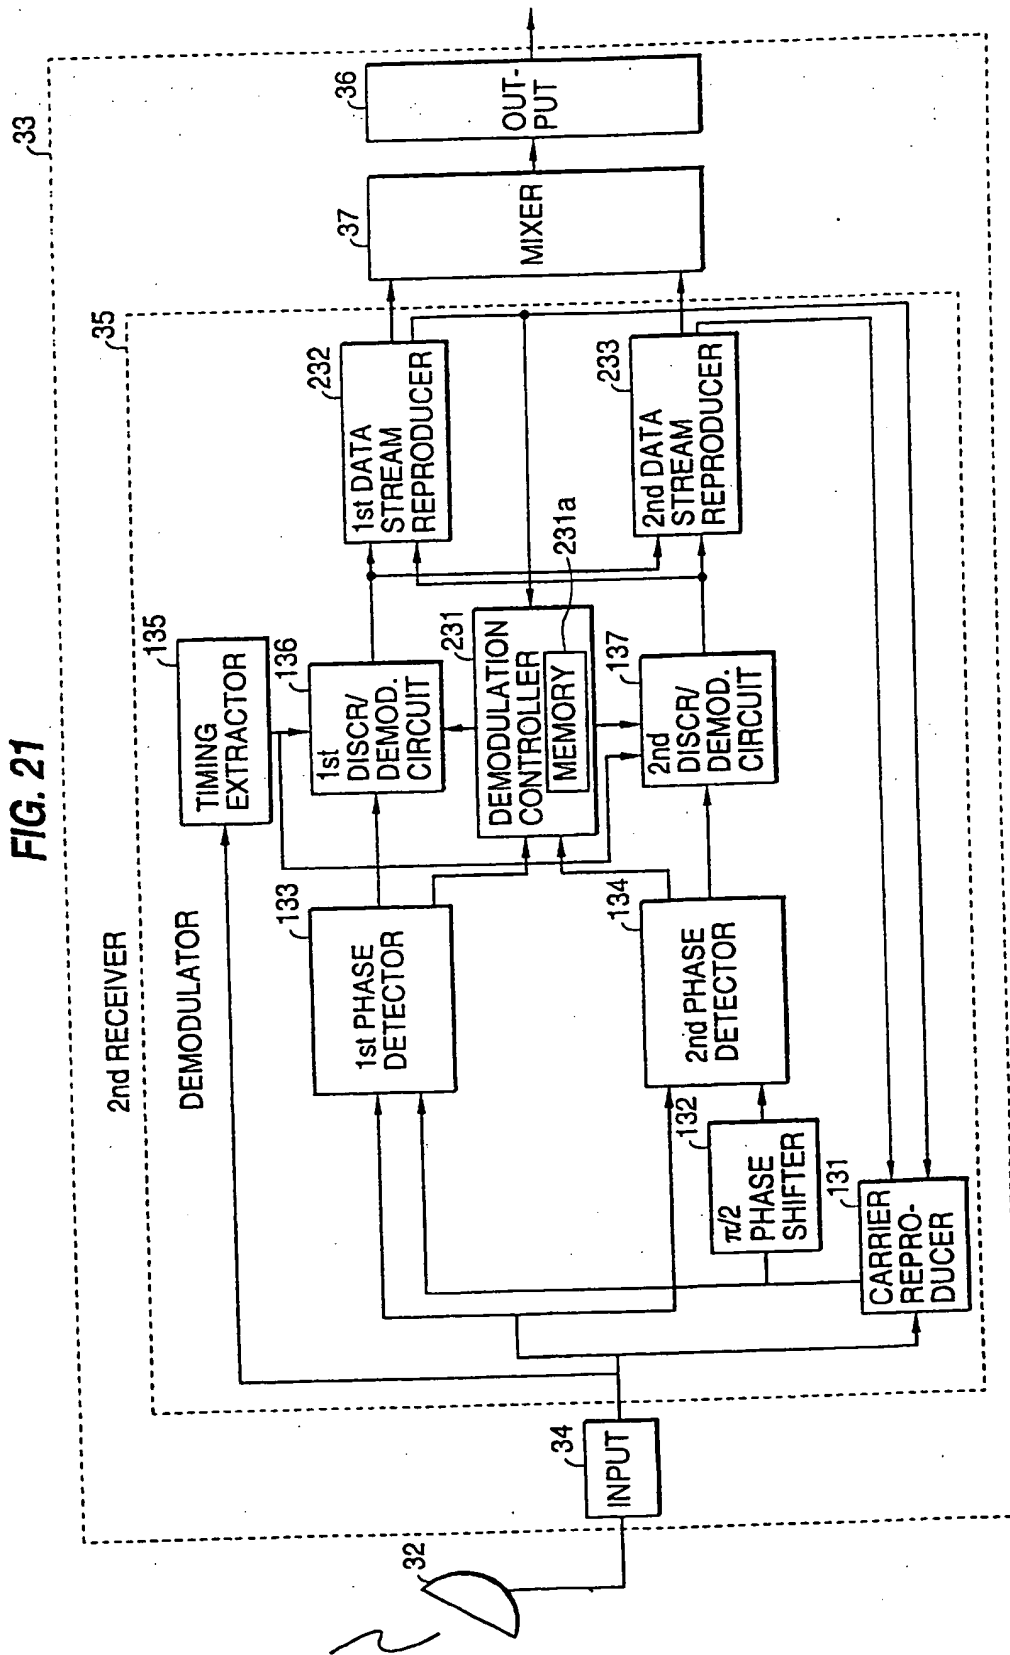 FIG. 21
33
2nd RECEIVER
35
DEMODULATOR
32
34
INPUT
135
TIMING
EXTRACTOR
133
1st PHASE
DETECTOR
136
1st
DISCR/
DEMOD.
CIRCUIT
232
1st DATA
STREAM
REPRODUCER
37
MIXER
36
OUT-
PUT
231
DEMODULATION
CONTROLLER
MEMORY
231a
134
2nd PHASE
DETECTOR
137
2nd
DISCR/
DEMOD.
CIRCUIT
233
2nd DATA
STREAM
REPRODUCER
132
π/2
PHASE
SHIFTER
131
CARRIER
REPRO-
DUCER